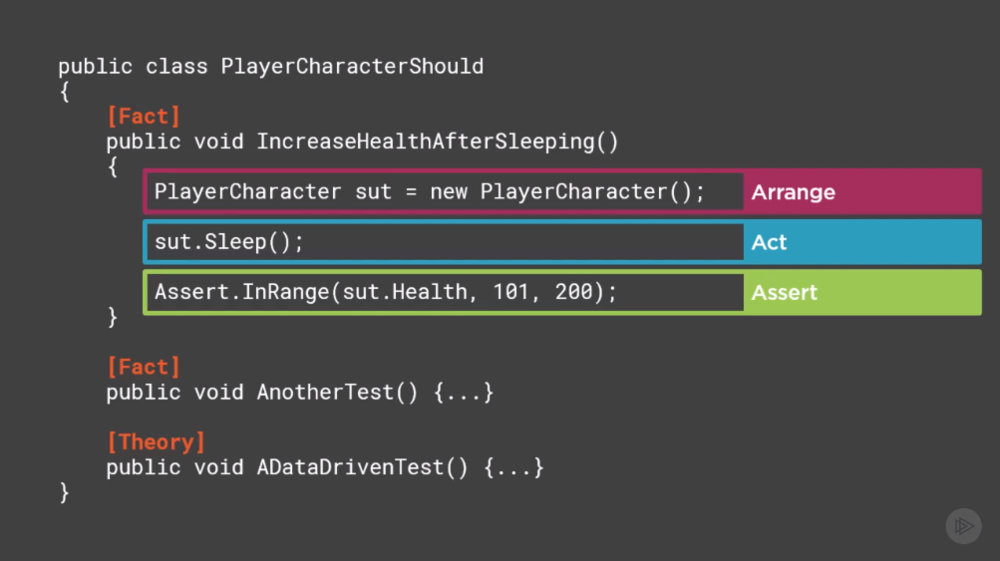 public class PlayerCharacterShould
{
[Fact]
public void IncreaseHealthAfterSleeping()
{
PlayerCharacter sut = new PlayerCharacter(); Arrange
sut.Sleep(); Act
Assert.InRange(sut.Health, 101, 200); Assert
}
[Fact]
public void AnotherTest() {...}
[Theory]
public void ADataDrivenTest() {...}
}